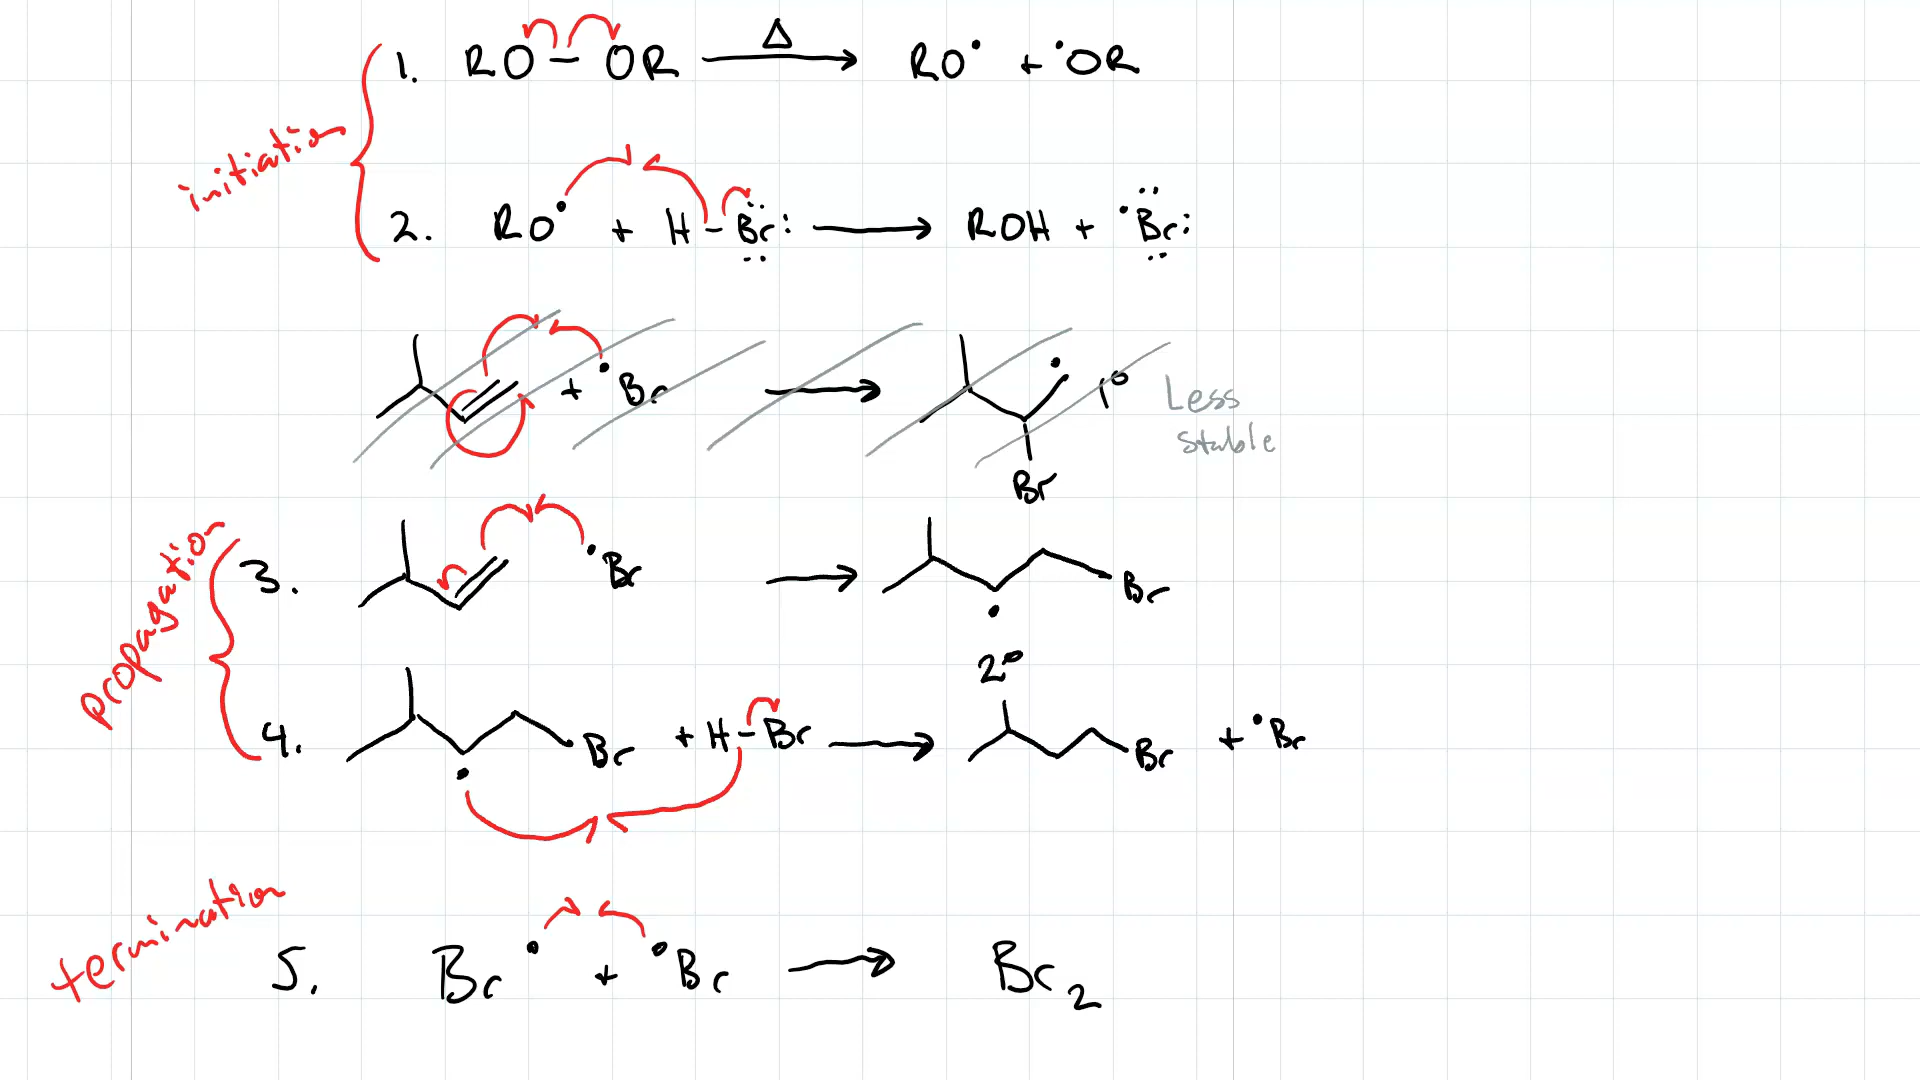 initiation
1. RO – OR Δ → RO• + •OR
2. RO• + H – Br: → ROH + •Br:
+ •Br → 1° Less
stable
Br
propagation
3. •Br → Br
2°
4. Br + H – Br → Br + •Br
termination
5. Br• + •Br → Br2